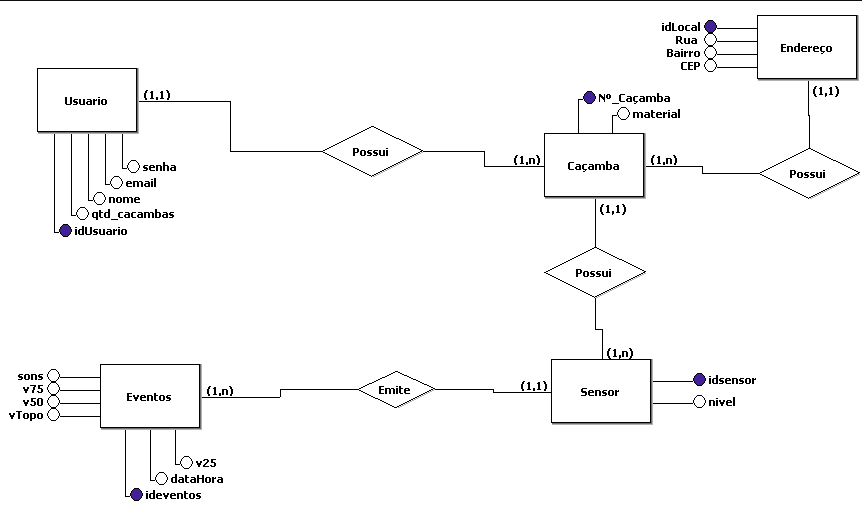 idLocal
Rua
Bairro
CEP
Endereço
(1,1)
Usuario
(1,1)
Nº_Caçamba
material
Possui
(1,n)
Caçamba
(1,n)
Possui
senha
email
nome
qtd_cacambas
idUsuario
(1,1)
Possui
(1,n)
sons
v75
v50
vTopo
Eventos
(1,n)
Emite
(1,1)
Sensor
idsensor
nivel
v25
dataHora
ideventos